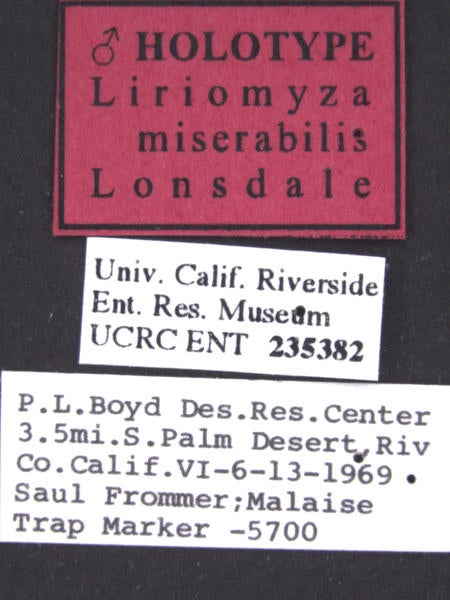 ♂ HOLOTYPE
Liriomyza
miserabilis
Lonsdale
Univ. Calif. Riverside
Ent. Res. Museum
UCRC ENT 235382
P.L.Boyd Des.Res.Center
3.5mi.S.Palm Desert,Riv
Co.Calif.VI-6-13-1969
Saul Frommer;Malaise
Trap Marker -5700